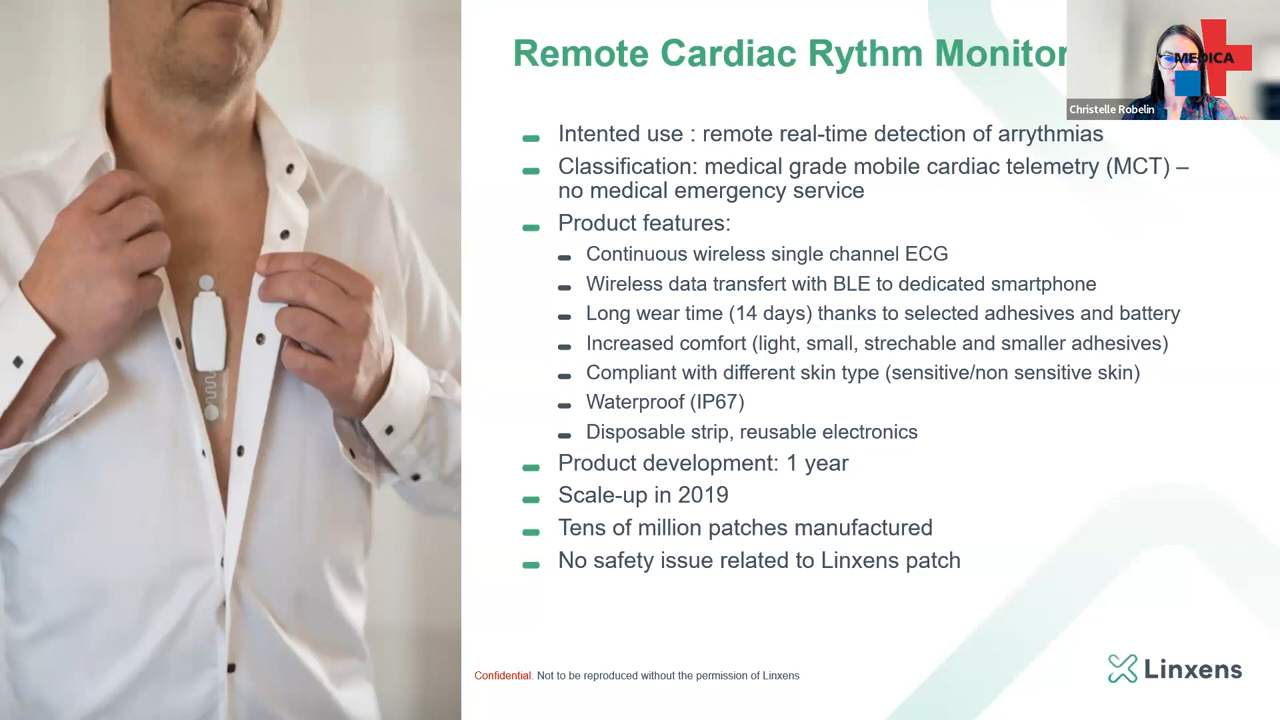 Remote Cardiac Rythm Monitor
MEDICA
Christelle Robelin
Intented use : remote real-time detection of arrythmias
Classification: medical grade mobile cardiac telemetry (MCT) –
no medical emergency service
Product features:
Continuous wireless single channel ECG
Wireless data transfert with BLE to dedicated smartphone
Long wear time (14 days) thanks to selected adhesives and battery
Increased comfort (light, small, strechable and smaller adhesives)
Compliant with different skin type (sensitive/non sensitive skin)
Waterproof (IP67)
Disposable strip, reusable electronics
Product development: 1 year
Scale-up in 2019
Tens of million patches manufactured
No safety issue related to Linxens patch
Confidential. Not to be reproduced without the permission of Linxens
Linxens